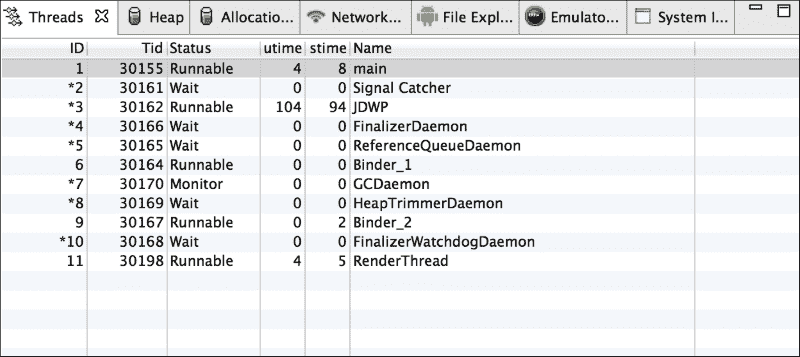 Threads Heap Allocatio... Network... File Expl... Emulato... System I...
ID Tid Status utime stime Name
1 30155 Runnable 4 8 main
*2 30161 Wait 0 0 Signal Catcher
*3 30162 Runnable 104 94 JDWP
*4 30166 Wait 0 0 FinalizerDaemon
*5 30165 Wait 0 0 ReferenceQueueDaemon
6 30164 Runnable 0 0 Binder_1
*7 30170 Monitor 0 0 GCDaemon
*8 30169 Wait 0 0 HeapTrimmerDaemon
9 30167 Runnable 0 2 Binder_2
*10 30168 Wait 0 0 FinalizerWatchdogDaemon
11 30198 Runnable 4 5 RenderThread